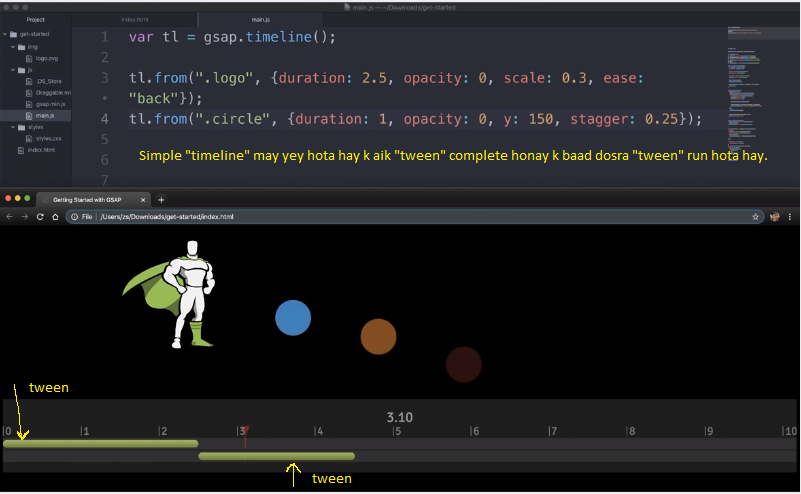 main.js — ~/Downloads/get-started
Project
index.html
main.js
get-started
img
logo.svg
js
.DS_Store
Draggable.mi
gsap.min.js
main.js
styles
styles.css
index.html
1 var tl = gsap.timeline();
2
3 tl.from(".logo", {duration: 2.5, opacity: 0, scale: 0.3, ease:
• "back"});
4 tl.from(".circle", {duration: 1, opacity: 0, y: 150, stagger: 0.25});
5
6 Simple "timeline" may yey hota hay k aik "tween" complete honay k baad dosra "tween" run hota hay.
7
Getting Started with GSAP
File | /Users/zs/Downloads/get-started/index.html
tween
3.10
0 1 2 3 4 5 6 7 8 9 10
tween